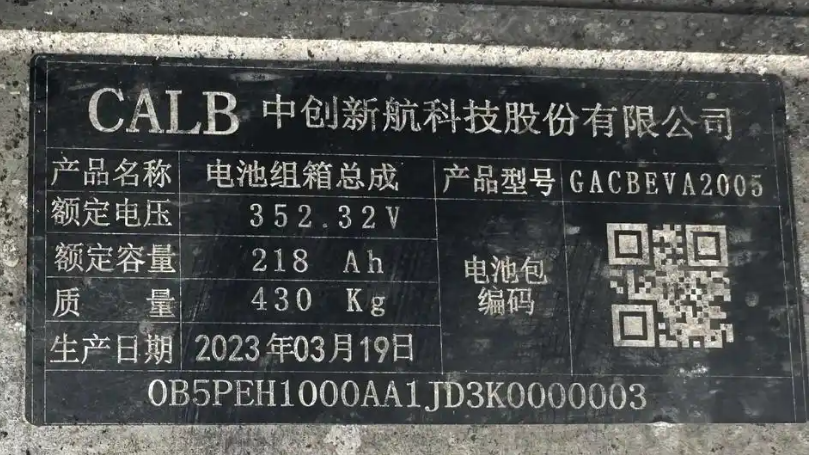 CALB 中创新航科技股份有限公司
产品名称 电池组箱总成 产品型号 GACBEVA2005
额定电压 352.32V
额定容量 218 Ah
电池包
编码
质 量 430 Kg
生产日期 2023年03月19日
0B5PEH1000AA1JD3K0000003